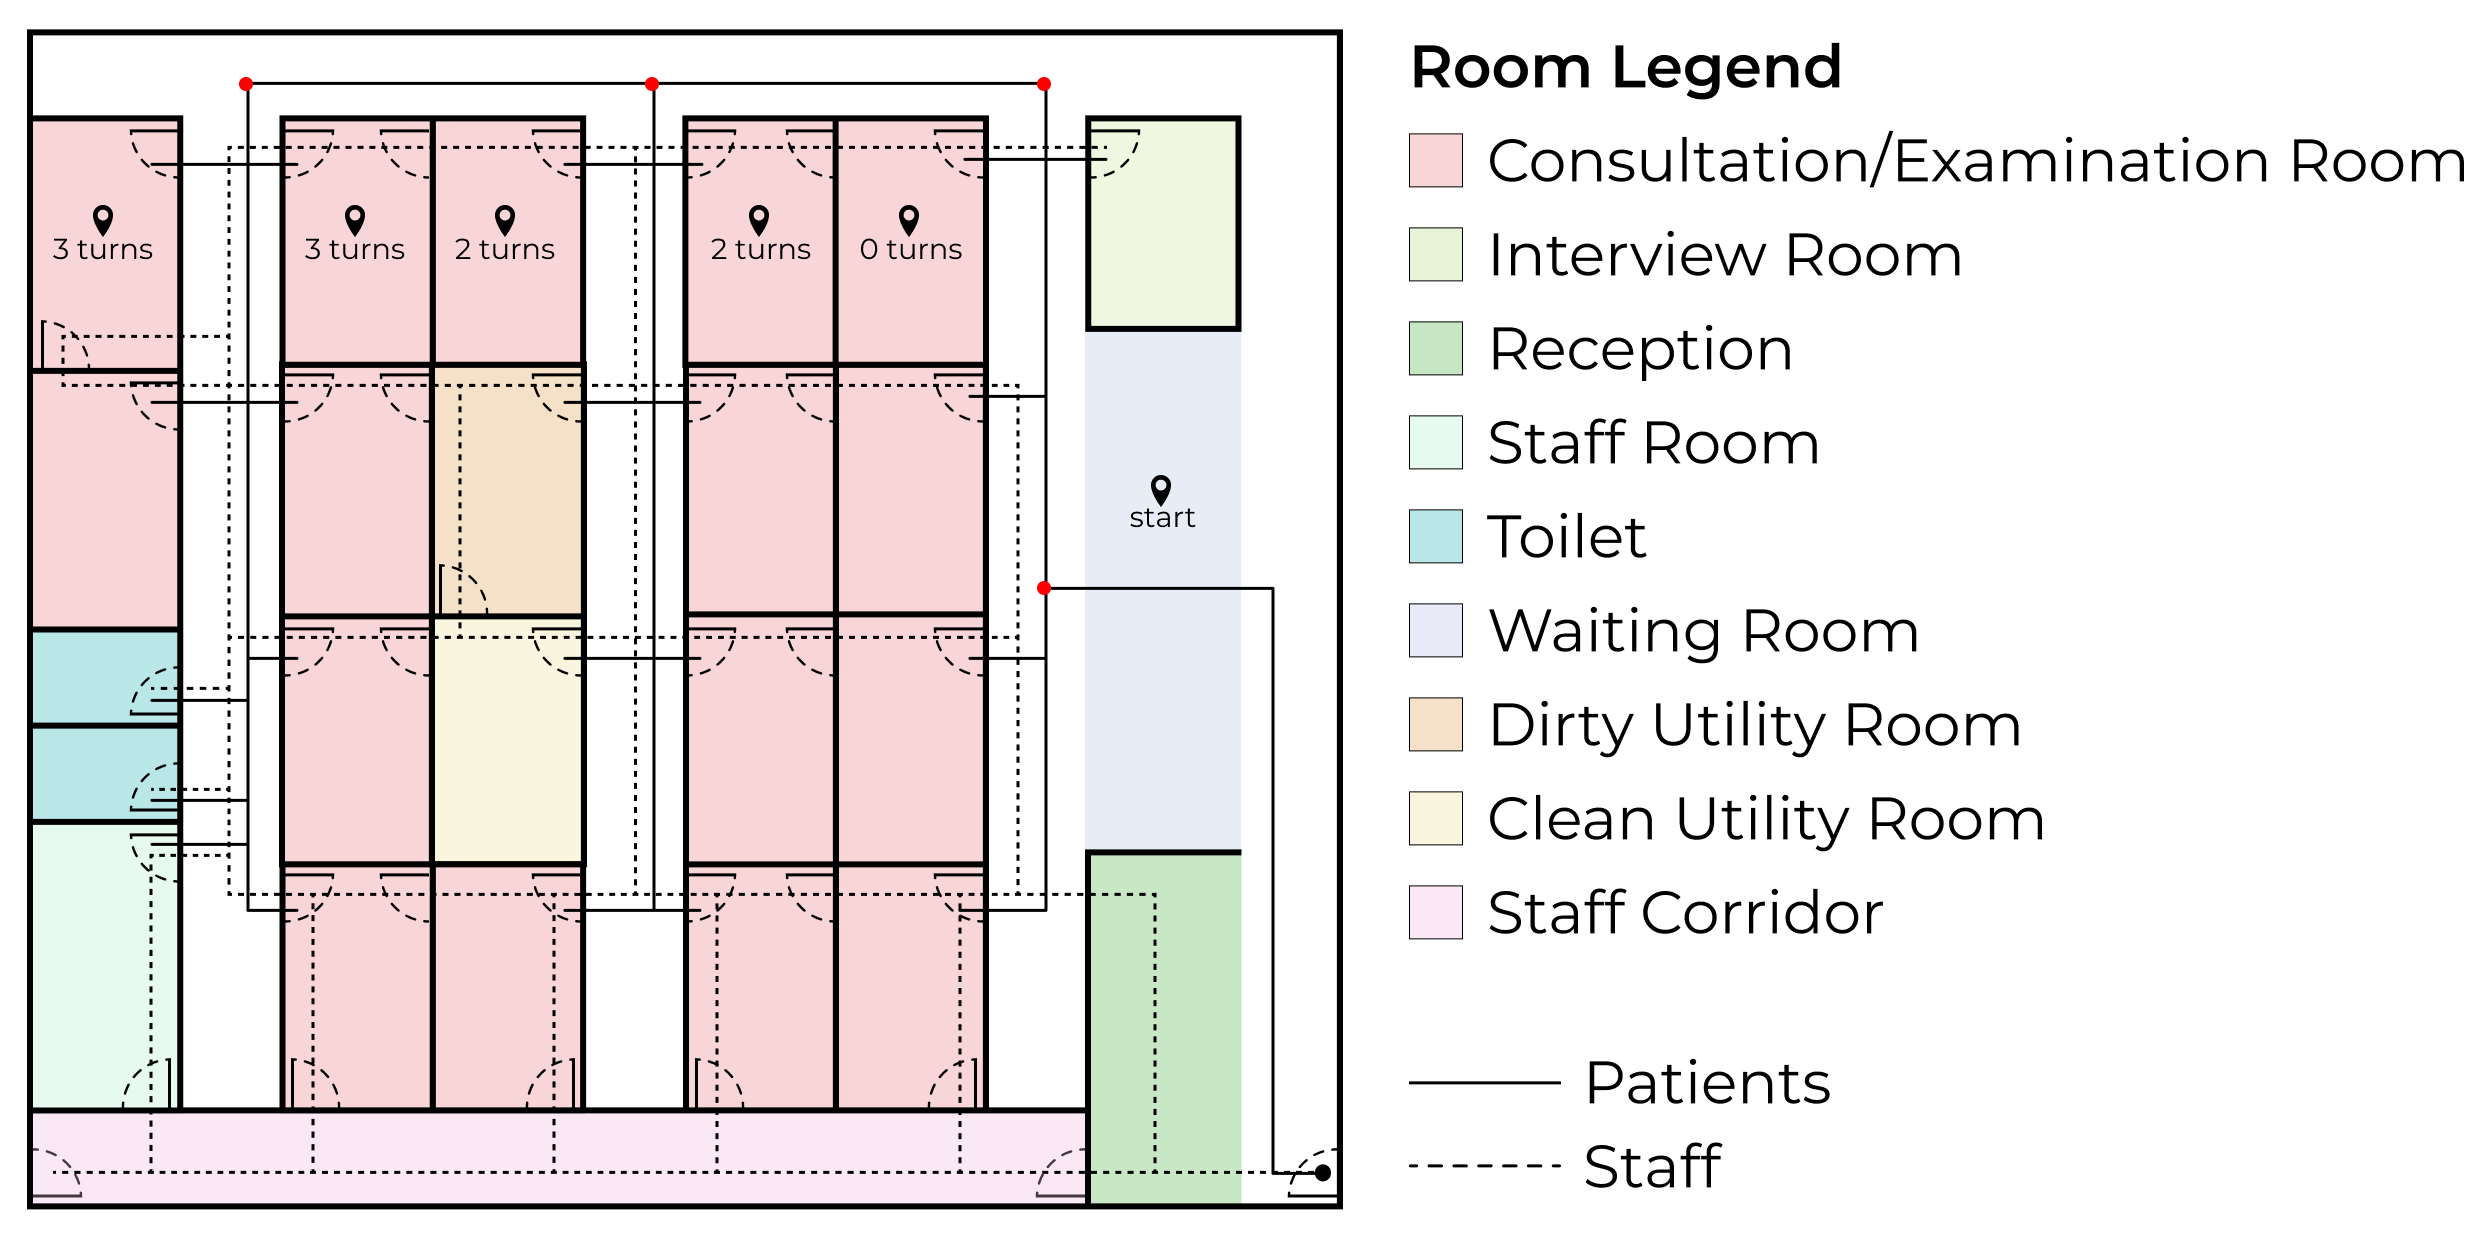 3 turns
3 turns
2 turns
2 turns
0 turns
start
Room Legend
Consultation/Examination Room
Interview Room
Reception
Staff Room
Toilet
Waiting Room
Dirty Utility Room
Clean Utility Room
Staff Corridor
Patients
Staff